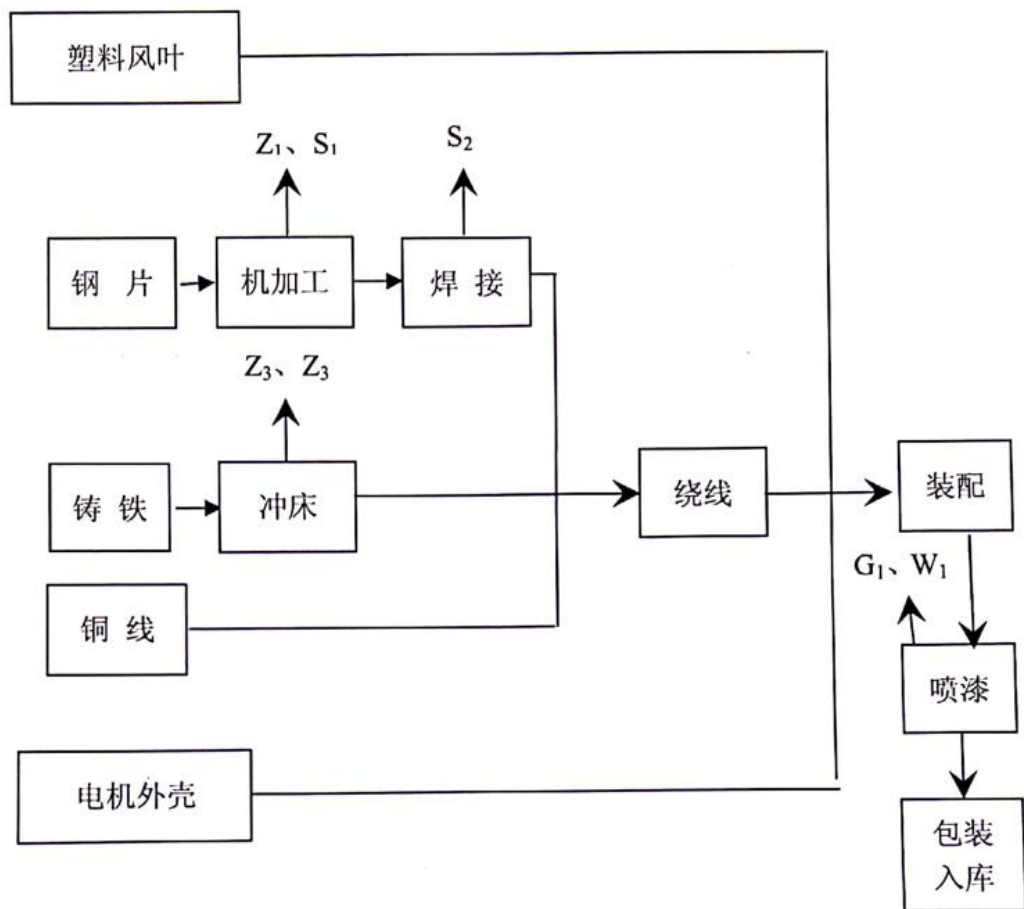 塑料风叶
Z₁、S₁
S₂
钢 片
机加工
焊 接
Z₃、Z₃
铸 铁
冲床
绕线
装配
G₁、W₁
铜 线
喷漆
电机外壳
包装
入库